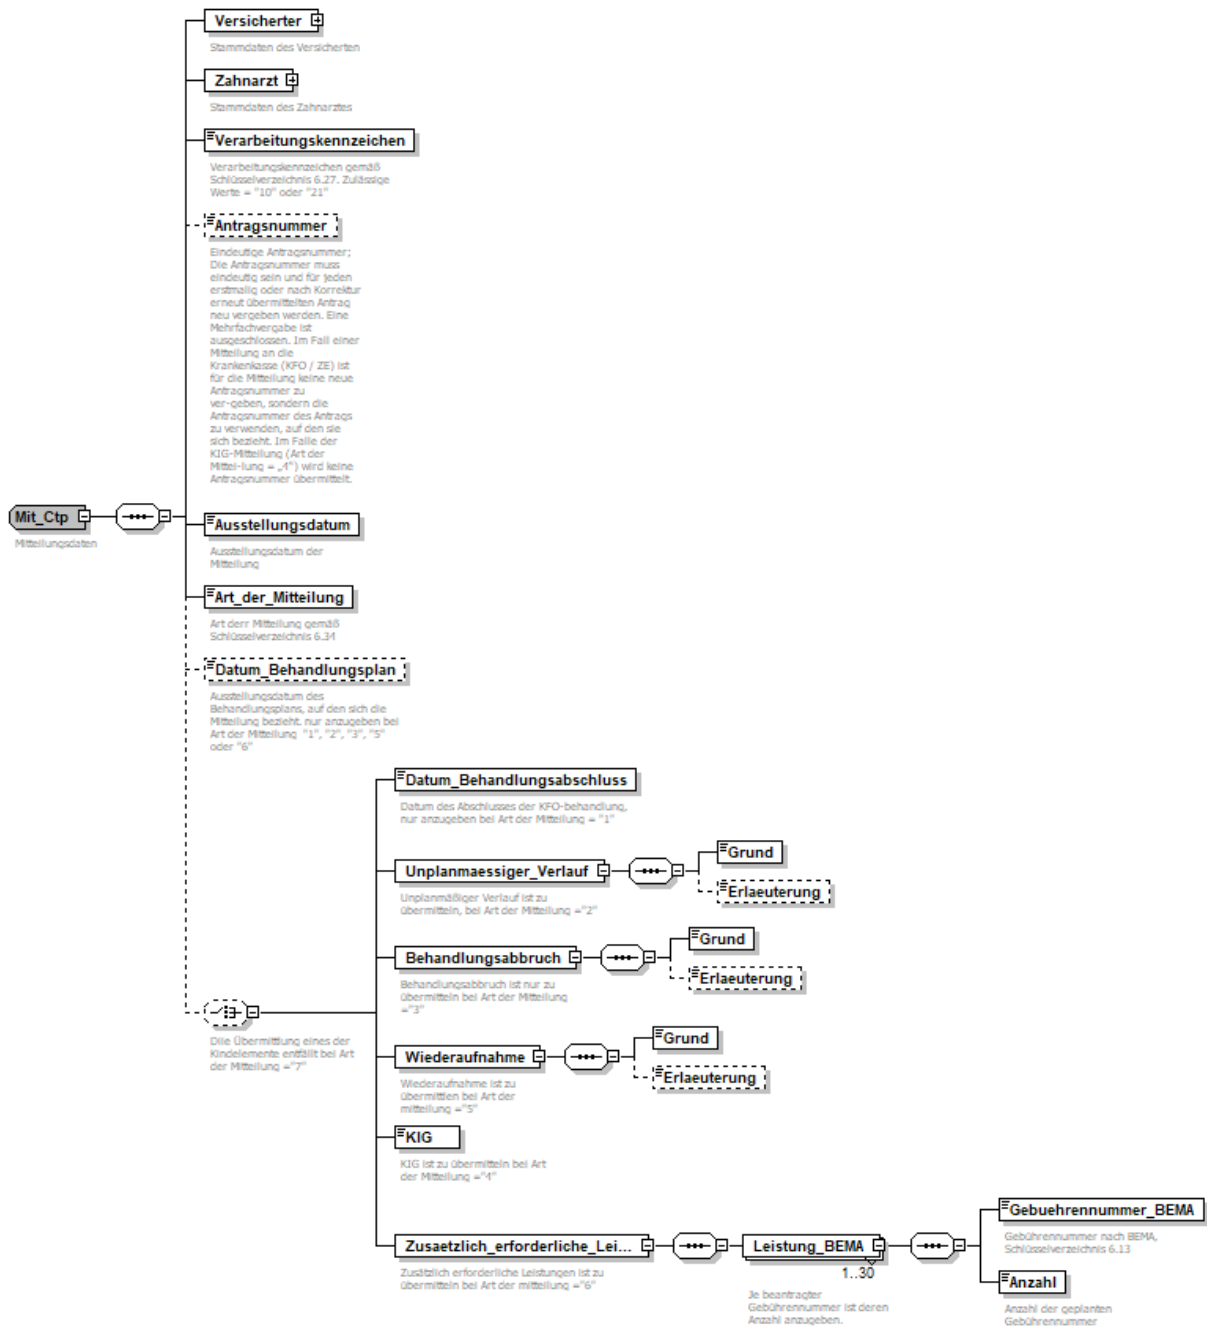 Versicherter
Stammdaten des Versicherten
Zahnarzt
Stammdaten des Zahnarztes
Verarbeitungskennzeichen
Verarbeitungskennzeichen gemäß
Schlüsselverzeichnis 6.27. Zulässige
Werte = "10" oder "21"
Antragsnummer
Eindeutige Antragsnummer;
Die Antragsnummer muss
eindeutig sein und für jeden
erstmalig oder nach Korrektur
erneut übermittelten Antrag
neu vergeben werden. Eine
Mehrfachvergabe ist
ausgeschlossen. Im Fall einer
Mitteilung an die
Krankenkasse (KFO / ZE) ist
für die Mitteilung keine neue
Antragsnummer zu
ver-geben, sondern die
Antragsnummer des Antrags
zu verwenden, auf den sie
sich bezieht. Im Falle der
KIG-Mitteilung (Art der
Mittei-lung = „4") wird keine
Antragsnummer übermittelt.
Mit_Ctp
Mitteilungsdaten
Ausstellungsdatum
Ausstellungsdatum der
Mitteilung
Art_der_Mitteilung
Art derr Mitteilung gemäß
Schlüsselverzeichnis 6.34
Datum_Behandlungsplan
Ausstellungsdatum des
Behandlungsplans, auf den sich die
Mitteilung bezieht. nur anzugeben bei
Art der Mitteilung "1", "2", "3", "5"
oder "6"
Datum_Behandlungsabschluss
Datum des Abschlusses der KFO-behandlung,
nur anzugeben bei Art der Mitteilung = "1"
Unplanmaessiger_Verlauf
Unplanmäßiger Verlauf ist zu
übermitteln, bei Art der Mitteilung ="2"
Grund
Erlaeuterung
Behandlungsabbruch
Behandlungsabbruch ist nur zu
übermitteln bei Art der Mitteilung
="3"
Grund
Erlaeuterung
DIie Übermittlung eines der
Kindelemente entfällt bei Art
der Mitteilung ="7"
Wiederaufnahme
Wiederaufnahme ist zu
übermittlen bei Art der
mitteilung ="5"
Grund
Erlaeuterung
KIG
KIG ist zu übermitteln bei Art
der Mitteilung ="4"
Zusaetzlich_erforderliche_Lei...
Zusätzlich erforderliche Leistungen ist zu
übermitteln bei Art der mitteilung ="6"
Leistung_BEMA
1..30
Je beantragter
Gebührennummer ist deren
Anzahl anzugeben.
Gebuehrennummer_BEMA
Gebührennummer nach BEMA,
Schlüsselverzeichnis 6.13
Anzahl
Anzahl der geplanten
Gebührennummer